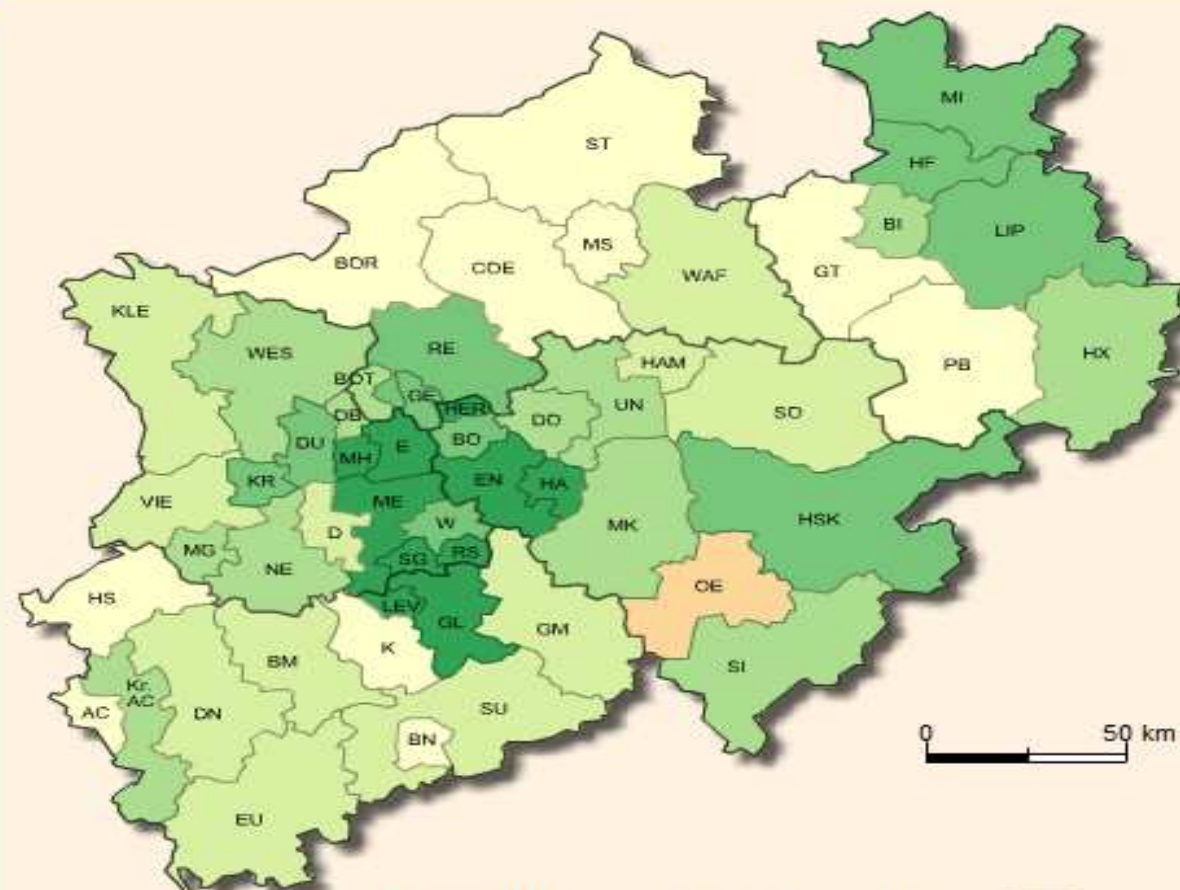 MI
ST
HF
BI
LIP
MS
BOR
COE
WAF
GT
KLE
WES
RE
HAM
PB
HX
BOT
GE
HER
UN
SO
OB
DO
DU
E
BO
MH
KR
EN
HA
VIE
ME
HSK
D
W
MK
MG
NE
SG
RS
OE
HS
LEV
GL
GM
K
BM
SI
Kr.
AC
AC
DN
SU
BN
0 50 km
EU